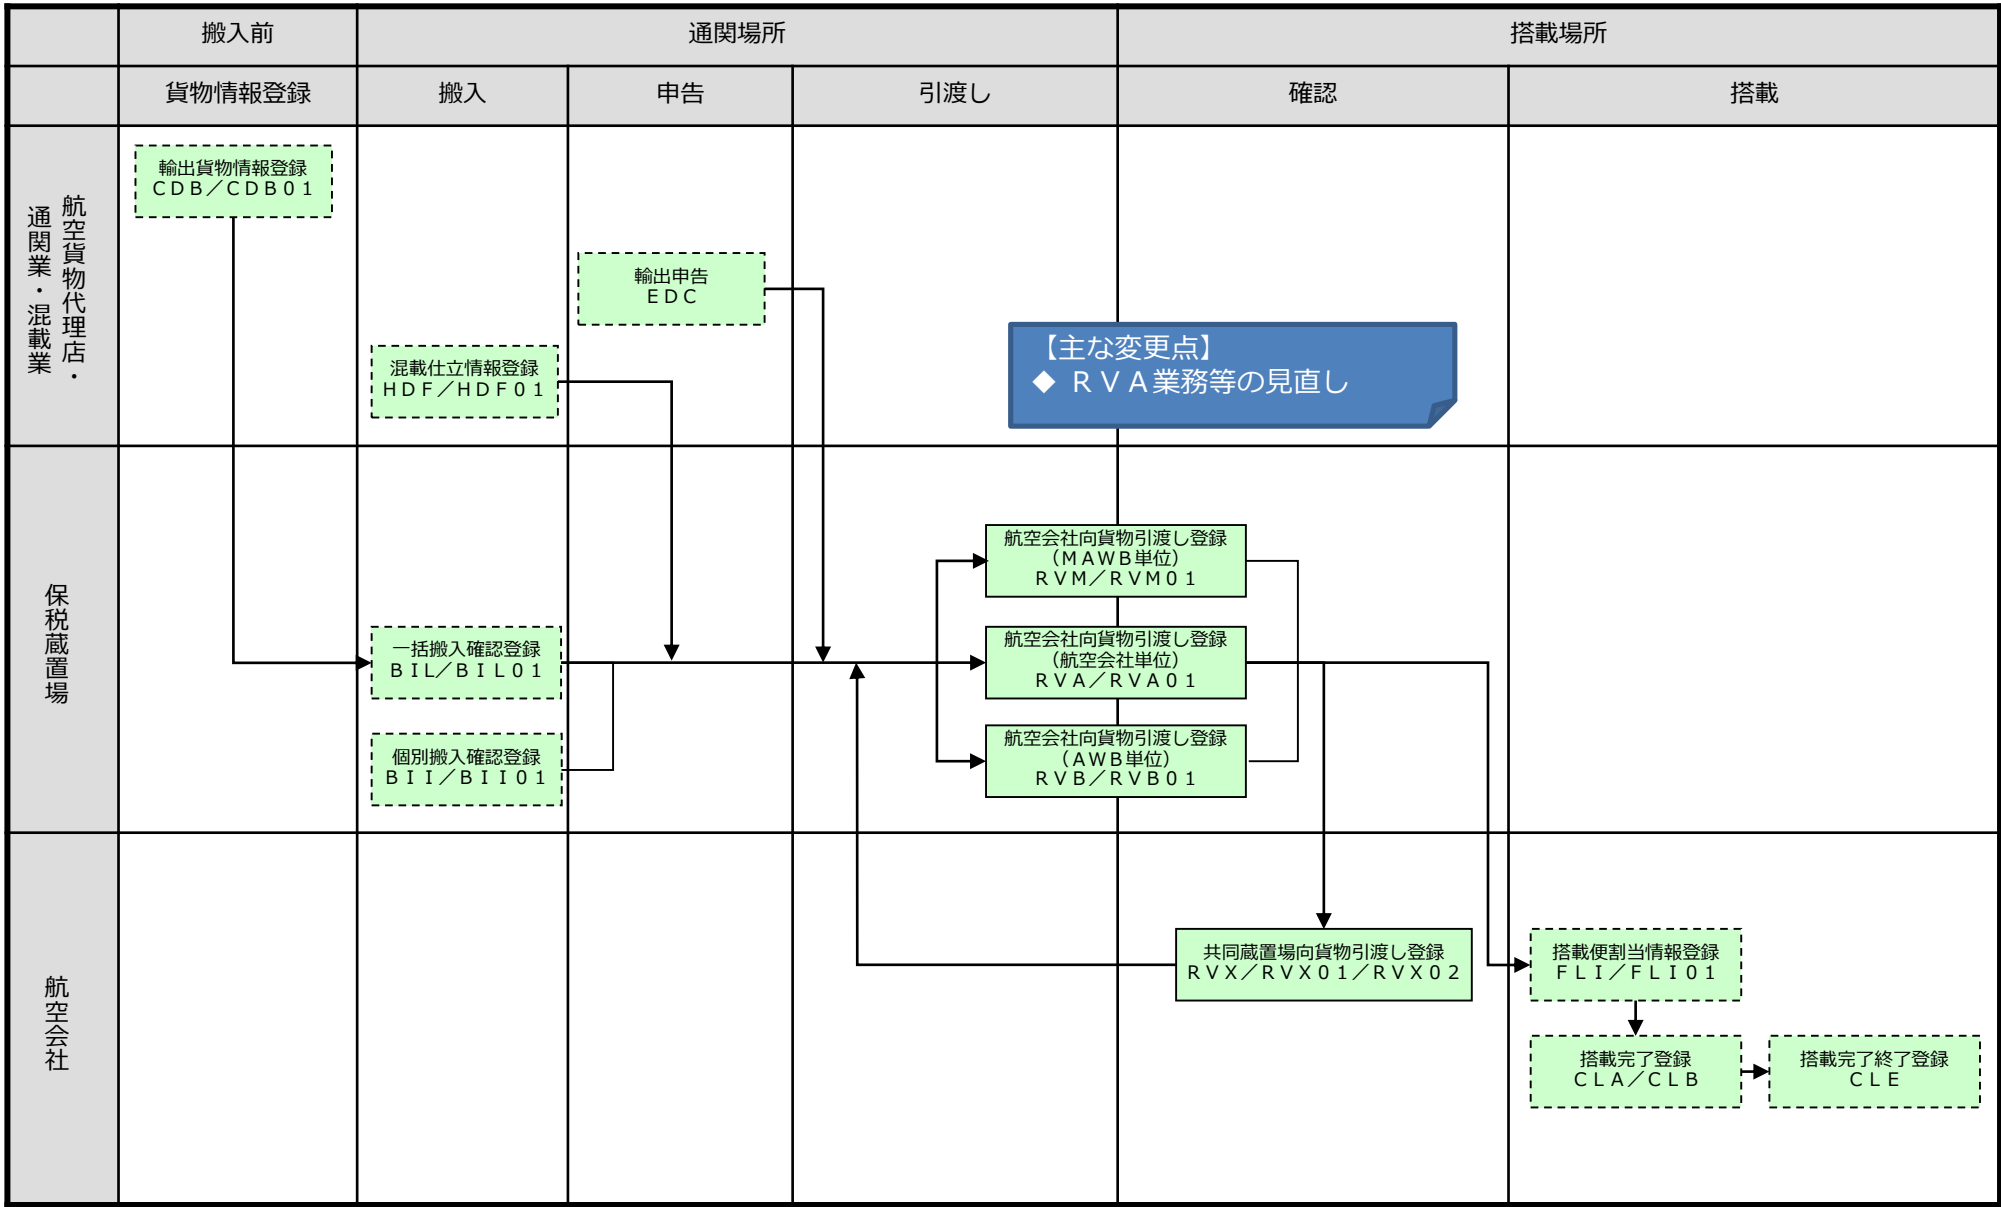 搬入前
通関場所
搭載場所
貨物情報登録
搬入
申告
引渡し
確認
搭載
航空貨物代理店・
通関業・混載業
輸出貨物情報登録
ＣＤＢ／ＣＤＢ０１
輸出申告
ＥＤＣ
混載仕立情報登録
ＨＤＦ／ＨＤＦ０１
【主な変更点】
◆ ＲＶＡ業務等の見直し
保税蔵置場
航空会社向貨物引渡し登録
（ＭＡＷＢ単位）
ＲＶＭ／ＲＶＭ０１
一括搬入確認登録
ＢＩＬ／ＢＩＬ０１
航空会社向貨物引渡し登録
(航空会社単位)
ＲＶＡ／ＲＶＡ０１
個別搬入確認登録
ＢＩＩ／ＢＩＩ０１
航空会社向貨物引渡し登録
（ＡＷＢ単位）
ＲＶＢ／ＲＶＢ０１
航空会社
共同蔵置場向貨物引渡し登録
ＲＶＸ／ＲＶＸ０１／ＲＶＸ０２
搭載便割当情報登録
ＦＬＩ／ＦＬＩ０１
搭載完了登録
ＣＬＡ／ＣＬＢ
搭載完了終了登録
ＣＬＥ